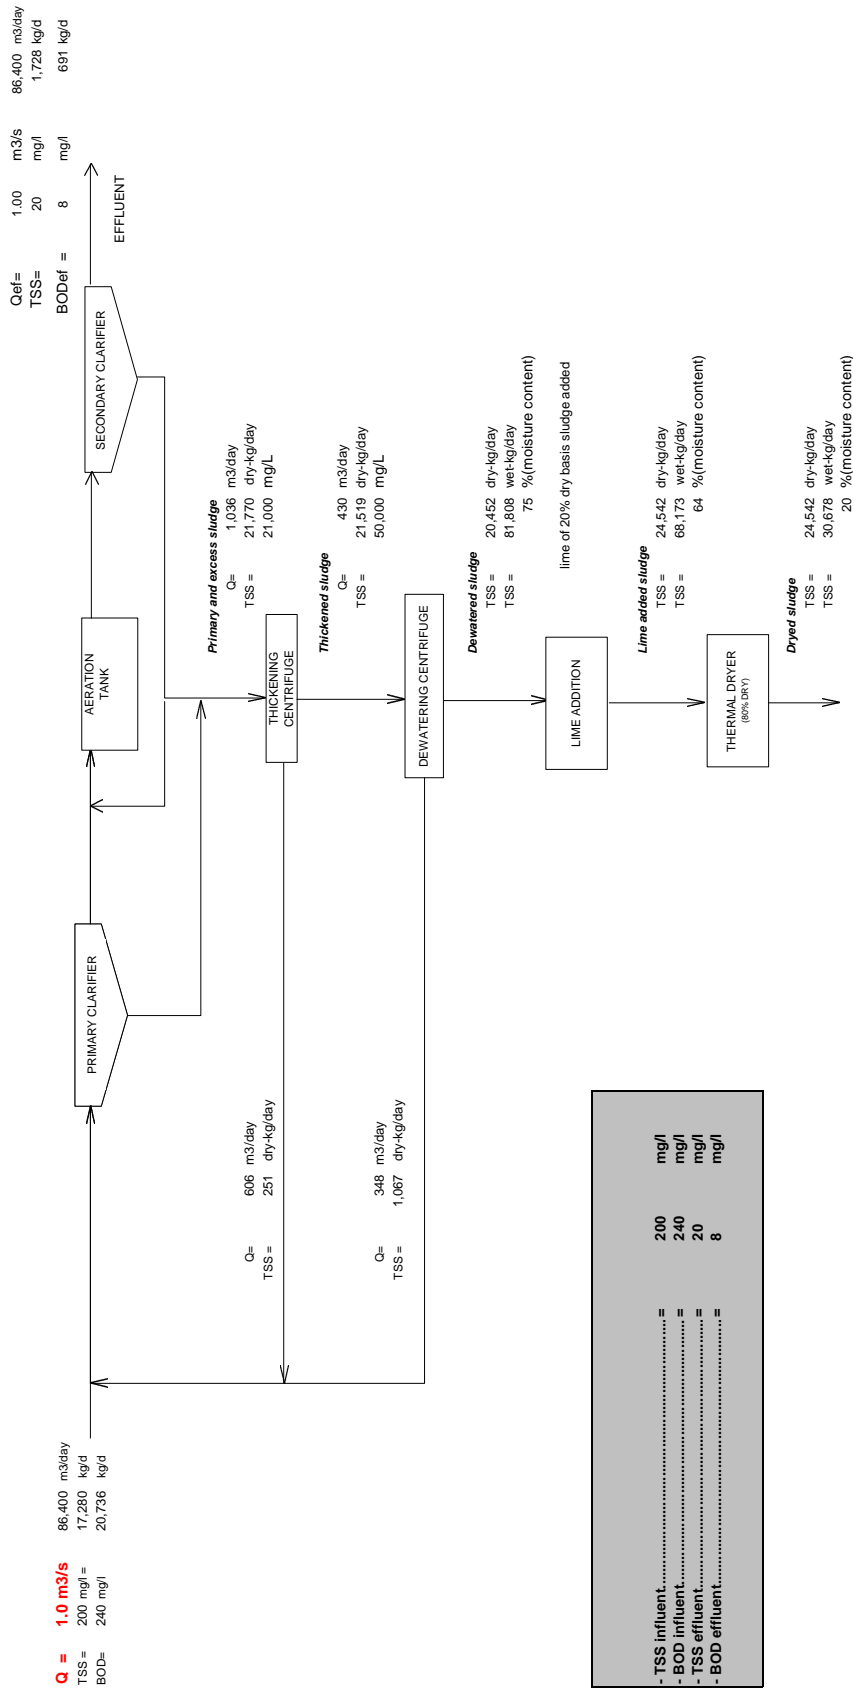 Qef= 1.00 m3/s 86,400 m3/day
TSS= 20 mg/l 1,728 kg/d
BODef = 8 mg/l 691 kg/d
Q = 1.0 m3/s 86,400 m3/day
TSS = 200 mg/l = 17,280 kg/d
BOD= 240 mg/l 20,736 kg/d
PRIMARY CLARIFIER
AERATION
TANK
SECONDARY CLARIFIER
EFFLUENT
Primary and excess sludge
Q= 1,036 m3/day
TSS = 21,770 dry-kg/day
21,000 mg/L
Q= 606 m3/day
TSS = 251 dry-kg/day
THICKENING
CENTRIFUGE
Thickened sludge
Q= 430 m3/day
TSS = 21,519 dry-kg/day
50,000 mg/L
Q= 348 m3/day
TSS = 1,067 dry-kg/day
DEWATERING CENTRIFUGE
Dewatered sludge
TSS = 20,452 dry-kg/day
TSS = 81,808 wet-kg/day
75 %(moisture content)
lime of 20% dry basis sludge added
LIME ADDITION
Lime added sludge
TSS = 24,542 dry-kg/day
TSS = 68,173 wet-kg/day
64 %(moisture content)
THERMAL DRYER
(80% DRY)
Dryed sludge
TSS = 24,542 dry-kg/day
TSS = 30,678 wet-kg/day
20 %(moisture content)
- TSS influent........................................................................................= 200 mg/l
- BOD influent.......................................................................................= 240 mg/l
- TSS effluent........................................................................................= 20 mg/l
- BOD effluent.......................................................................................= 8 mg/l